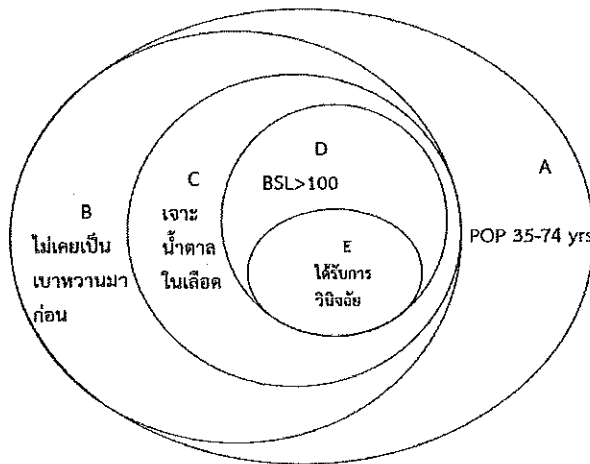 A
POP 35-74 yrs
B
ไม่เคยเป็น
เบาหวานมา
ก่อน
C
เจาะ
น้ำตาล
ในเลือด
D
BSL>100
E
ได้รับการ
วินิจฉัย